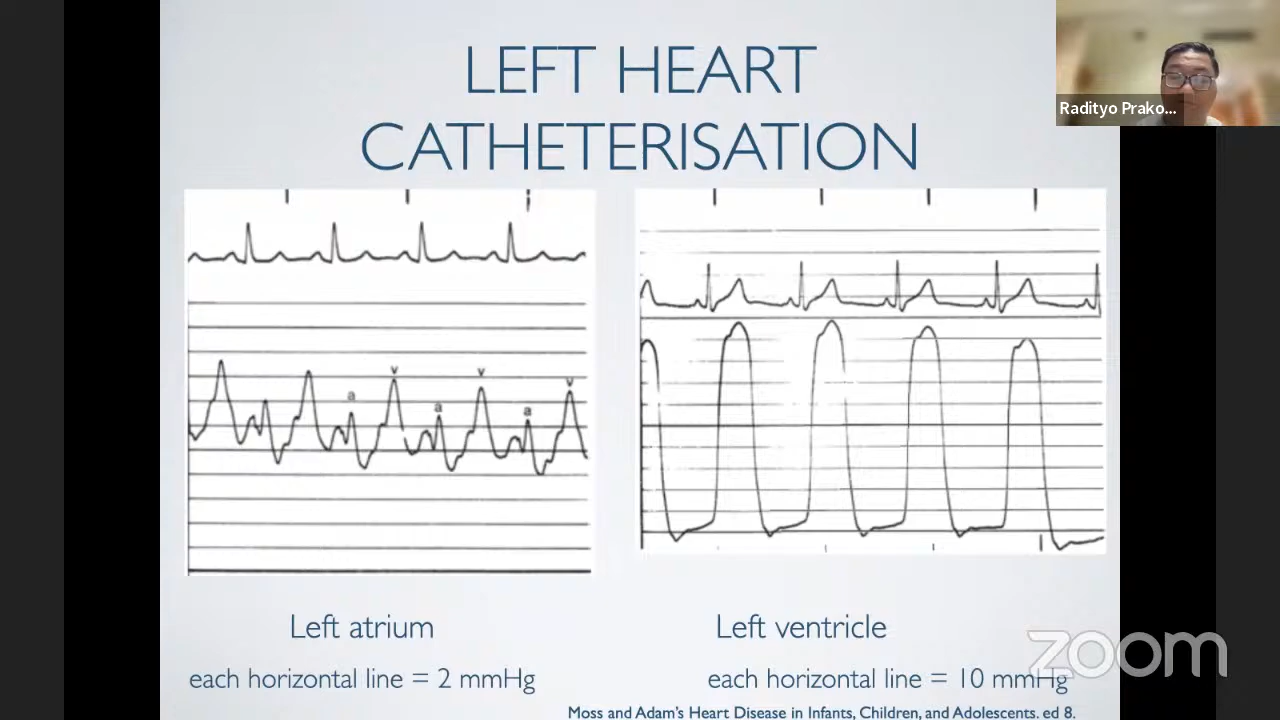 LEFT HEART
CATHETERISATION
Radityo Prako...
a
v
a
v
a
v
Left atrium
each horizontal line = 2 mmHg
Left ventricle
each horizontal line = 10 mmHg
zoom
Moss and Adam's Heart Disease in Infants, Children, and Adolescents. ed 8.